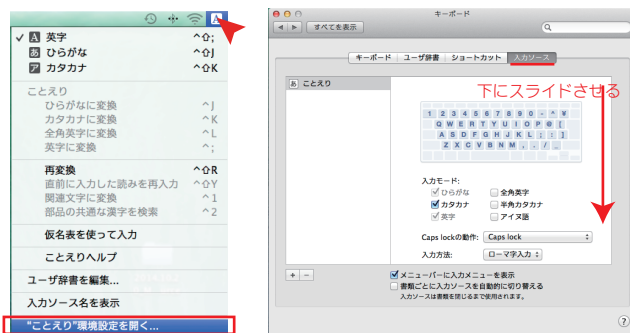 A
✓ A 英字 ^⇧;
あ ひらがな ^⇧J
ア カタカナ ^⇧K
ことえり
ひらがなに変換 ^J
カタカナに変換 ^K
全角英字に変換 ^L
英字に変換 ^;
再変換 ^⇧R
直前に入力した読みを再入力 ^⇧Y
関連文字に変換 ^1
部品の共通な漢字を検索 ^2
仮名表を使って入力
ことえりヘルプ
ユーザ辞書を編集...
入力ソース名を表示
"ことえり"環境設定を開く...
キーボード
すべてを表示
キーボード ユーザ辞書 ショートカット 入力ソース
あ ことえり
下にスライドさせる
1 2 3 4 5 6 7 8 9 0 - ^ ¥
Q W E R T Y U I O P @ [
A S D F G H J K L ; : ]
Z X C V B N M , . / _
入力モード:
ひらがな 全角英字
カタカナ 半角カタカナ
英字 アイヌ語
Caps lockの動作: Caps lock
入力方法: ローマ字入力
+ −
メニューバーに入力メニューを表示
書類ごとに入力ソースを自動的に切り替える
入力ソースは書類を閉じるまで使用されます。
?